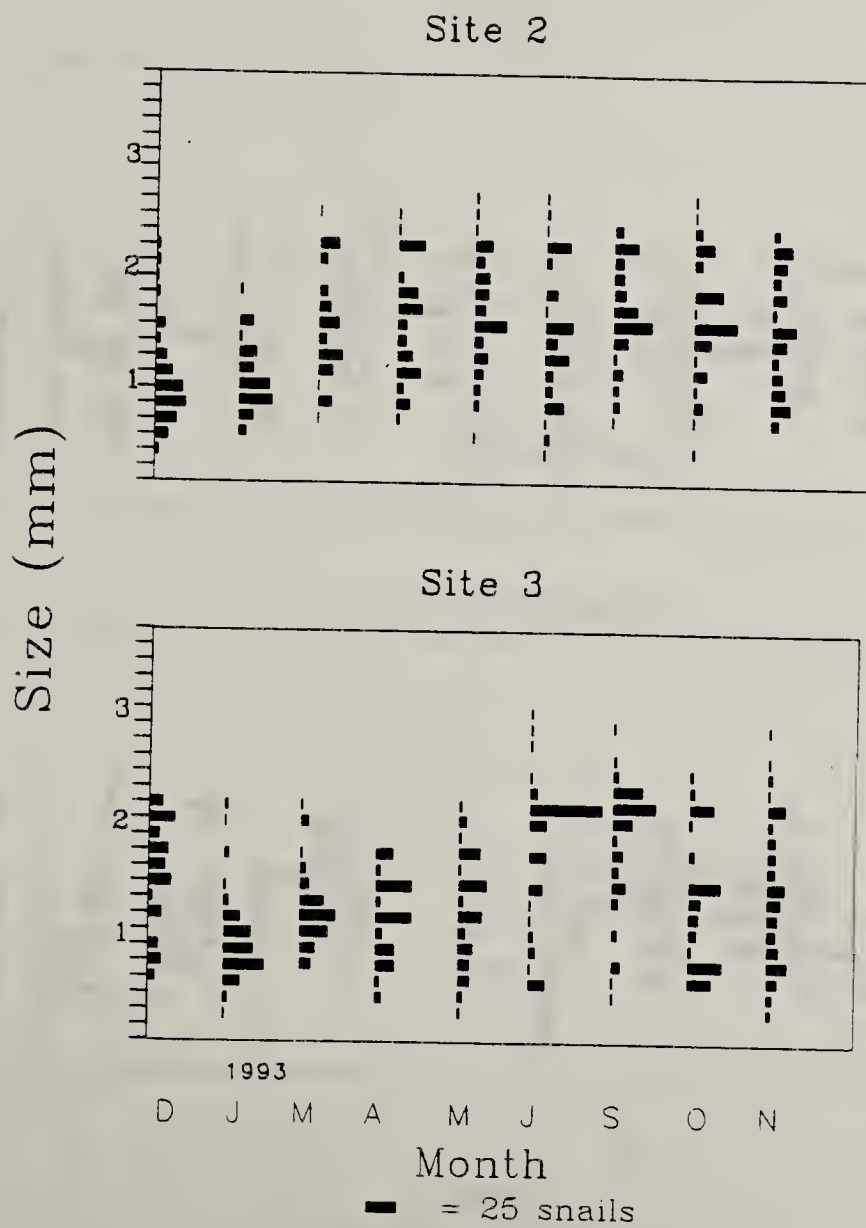 Site 2
3
2
1
Site 3
3
2
1
Size (mm)
1993
D J M A M J S O N
Month
= 25 snails